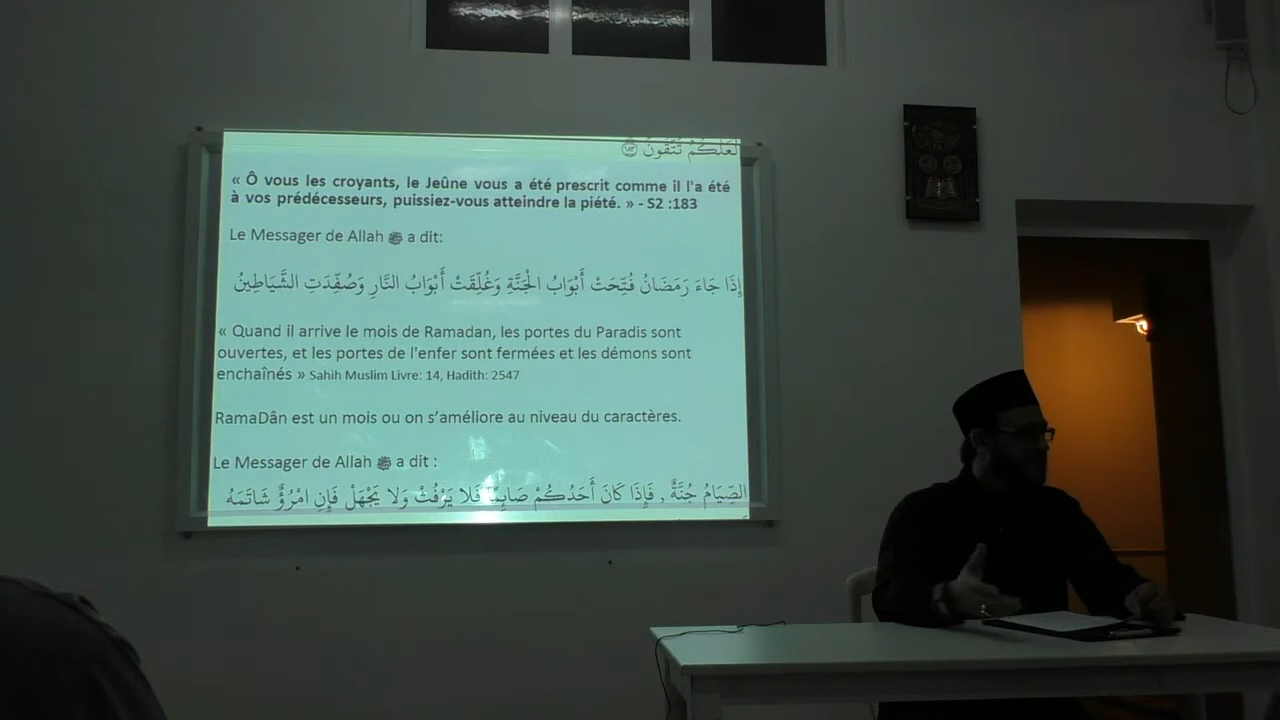 لَعَلَّكُمْ تَتَّقُونَ ١٨٣
« Ô vous les croyants, le Jeûne vous a été prescrit comme il l'a été
à vos prédécesseurs, puissiez-vous atteindre la piété. » - S2 :183
Le Messager de Allah ﷺ a dit:
إِذَا جَاءَ رَمَضَانُ فُتِّحَتْ أَبْوَابُ الْجَنَّةِ وَغُلِّقَتْ أَبْوَابُ النَّارِ وَصُفِّدَتِ الشَّيَاطِينُ
« Quand il arrive le mois de Ramadan, les portes du Paradis sont
ouvertes, et les portes de l'enfer sont fermées et les démons sont
enchaînés » Sahih Muslim Livre: 14, Hadith: 2547
RamaDân est un mois ou on s’améliore au niveau du caractères.
Le Messager de Allah ﷺ a dit :
الصِّيَامُ جُنَّةٌ , فَإِذَا كَانَ أَحَدُكُمْ صَايِمًا فَلا يَرْفُثْ وَلا يَجْهَلْ فَإِنِ امْرُؤٌ شَاتَمَهُ